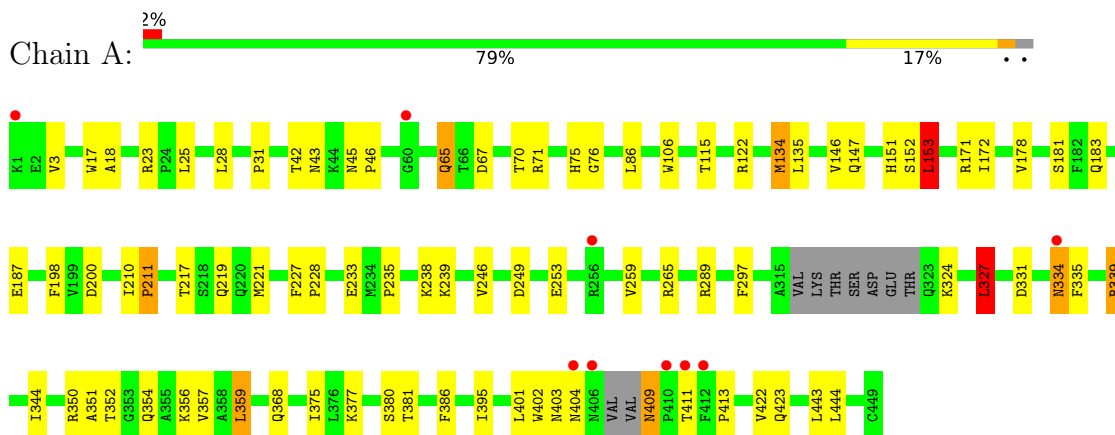 2%
Chain A:
79% 17% • •
K1 E2 V3 W17 A18 R23 P24 L25 L28 P31 T42 N43 K44 N45 P46 G60 Q65 T66 D67 T70 R71 H75 G76 L86 W106 T115 R122 M134 L135 V146 Q147 H151 S152 L153 R171 I172 V178 S181 F182 Q183
E187 F198 V199 D200 I210 P211 T217 S218 Q219 Q220 M221 F227 P228 E233 M234 P235 K238 K239 V246 D249 E253 R256 V259 R265 R289 F297 A315 VAL LYS THR SER ASP GLU THR Q323 K324 L327 D331 N334 F335 R339
I344 R350 A351 T352 G353 Q354 A355 K356 V357 A358 L359 Q368 I375 L376 K377 S380 T381 F386 I395 L401 W402 N403 N404 N406 VAL VAL N409 P410 T411 F412 P413 V422 Q423 L443 L444 C449